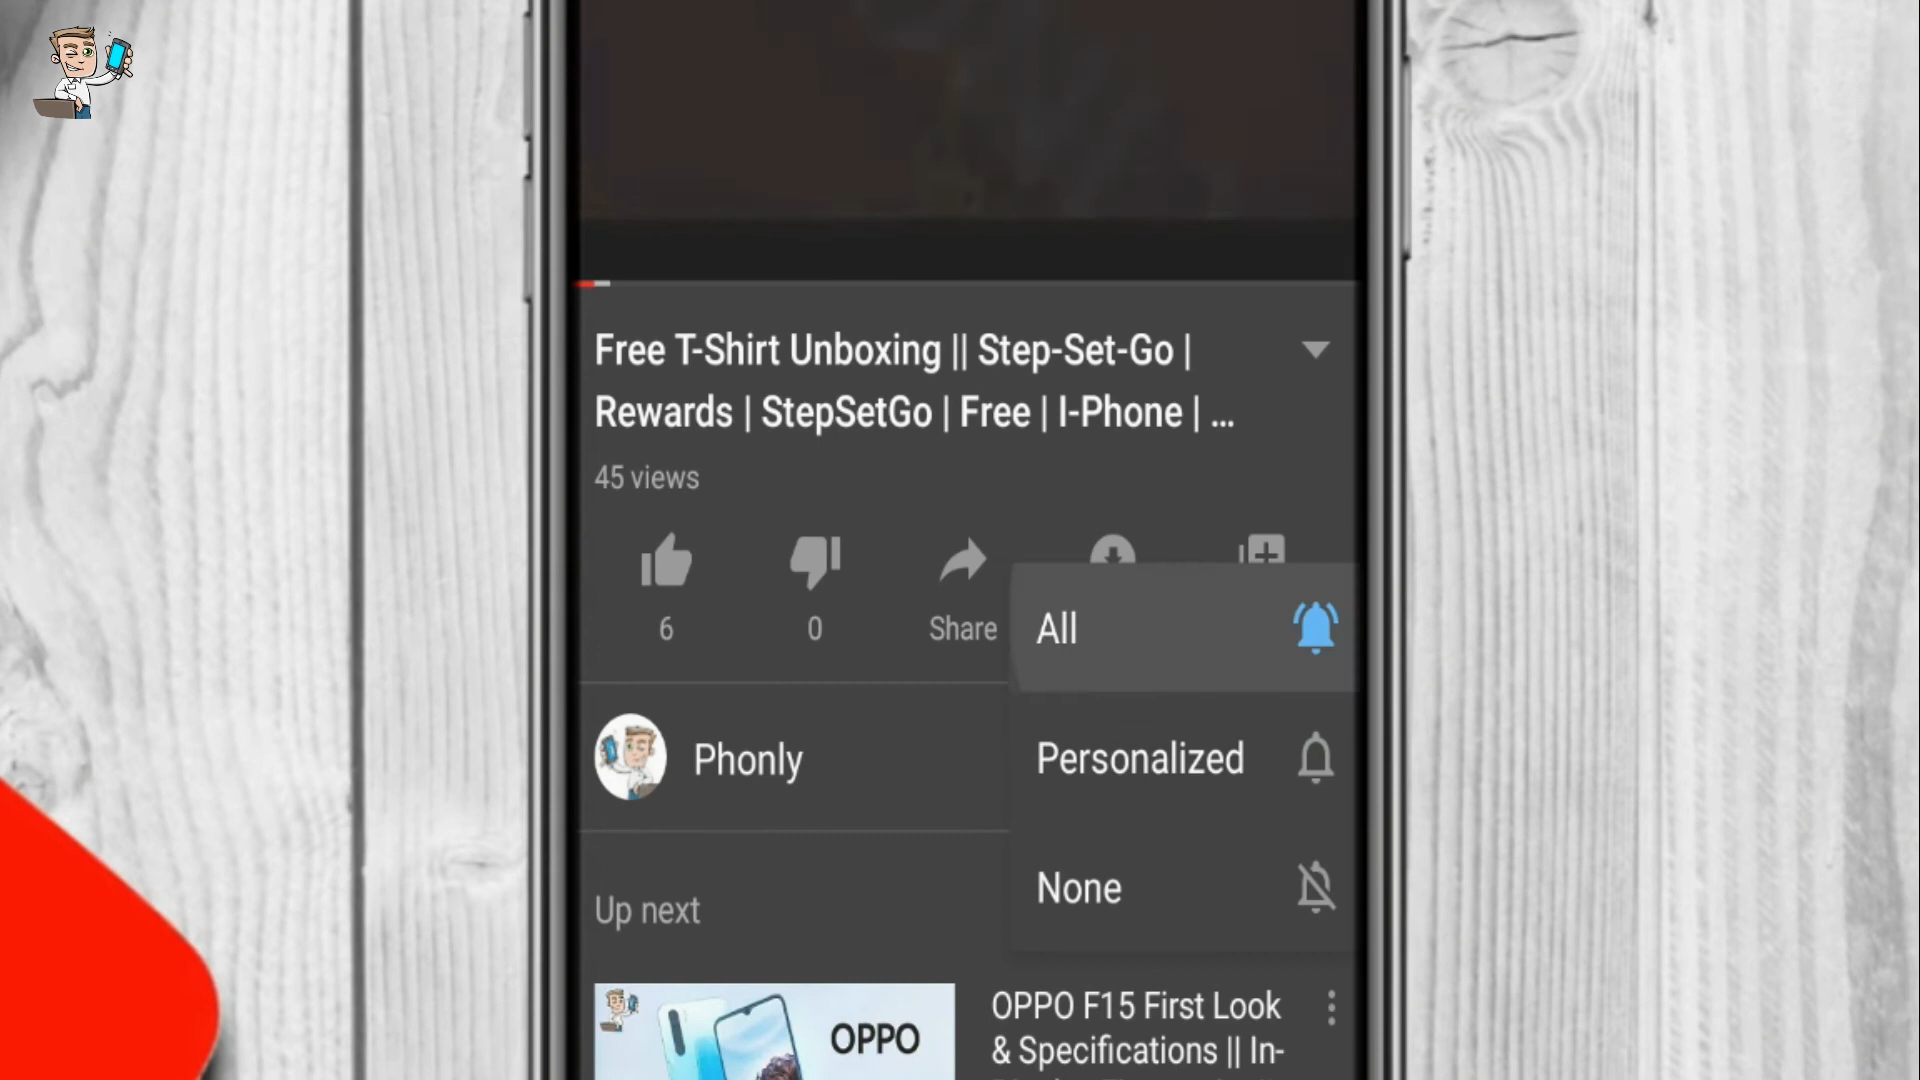 Free T-Shirt Unboxing || Step-Set-Go |
Rewards | StepSetGo | Free | I-Phone | ...
45 views
6
0
Share
All
Phonly
Personalized
None
Up next
OPPO
OPPO F15 First Look
& Specifications || In-